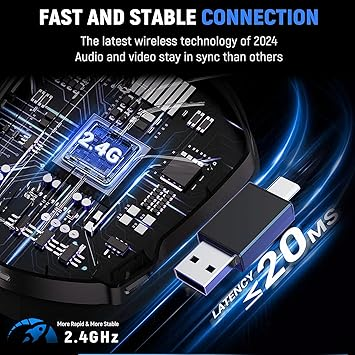 FAST AND STABLE CONNECTION
The latest wireless technology of 2024
Audio and video stay in sync than others
2.4G
LATENCY ≤20MS
More Rapid & More Stable
2.4GHz